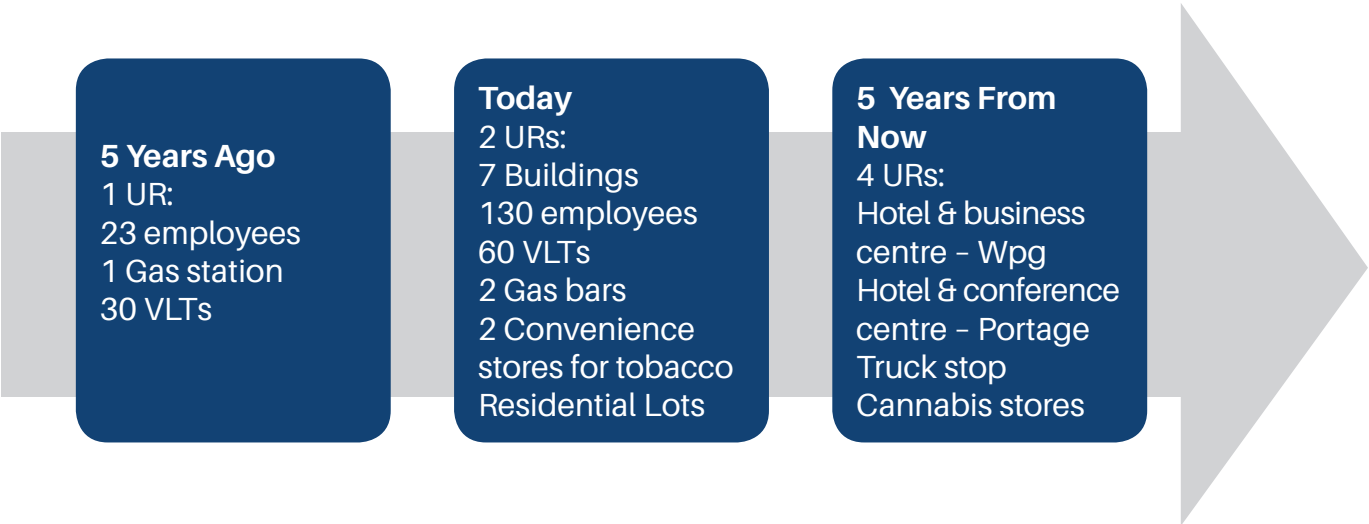 5 Years Ago
1 UR:
23 employees
1 Gas station
30 VLTs
Today
2 URs:
7 Buildings
130 employees
60 VLTs
2 Gas bars
2 Convenience
stores for tobacco
Residential Lots
5 Years From
Now
4 URs:
Hotel & business
centre – Wpg
Hotel & conference
centre – Portage
Truck stop
Cannabis stores